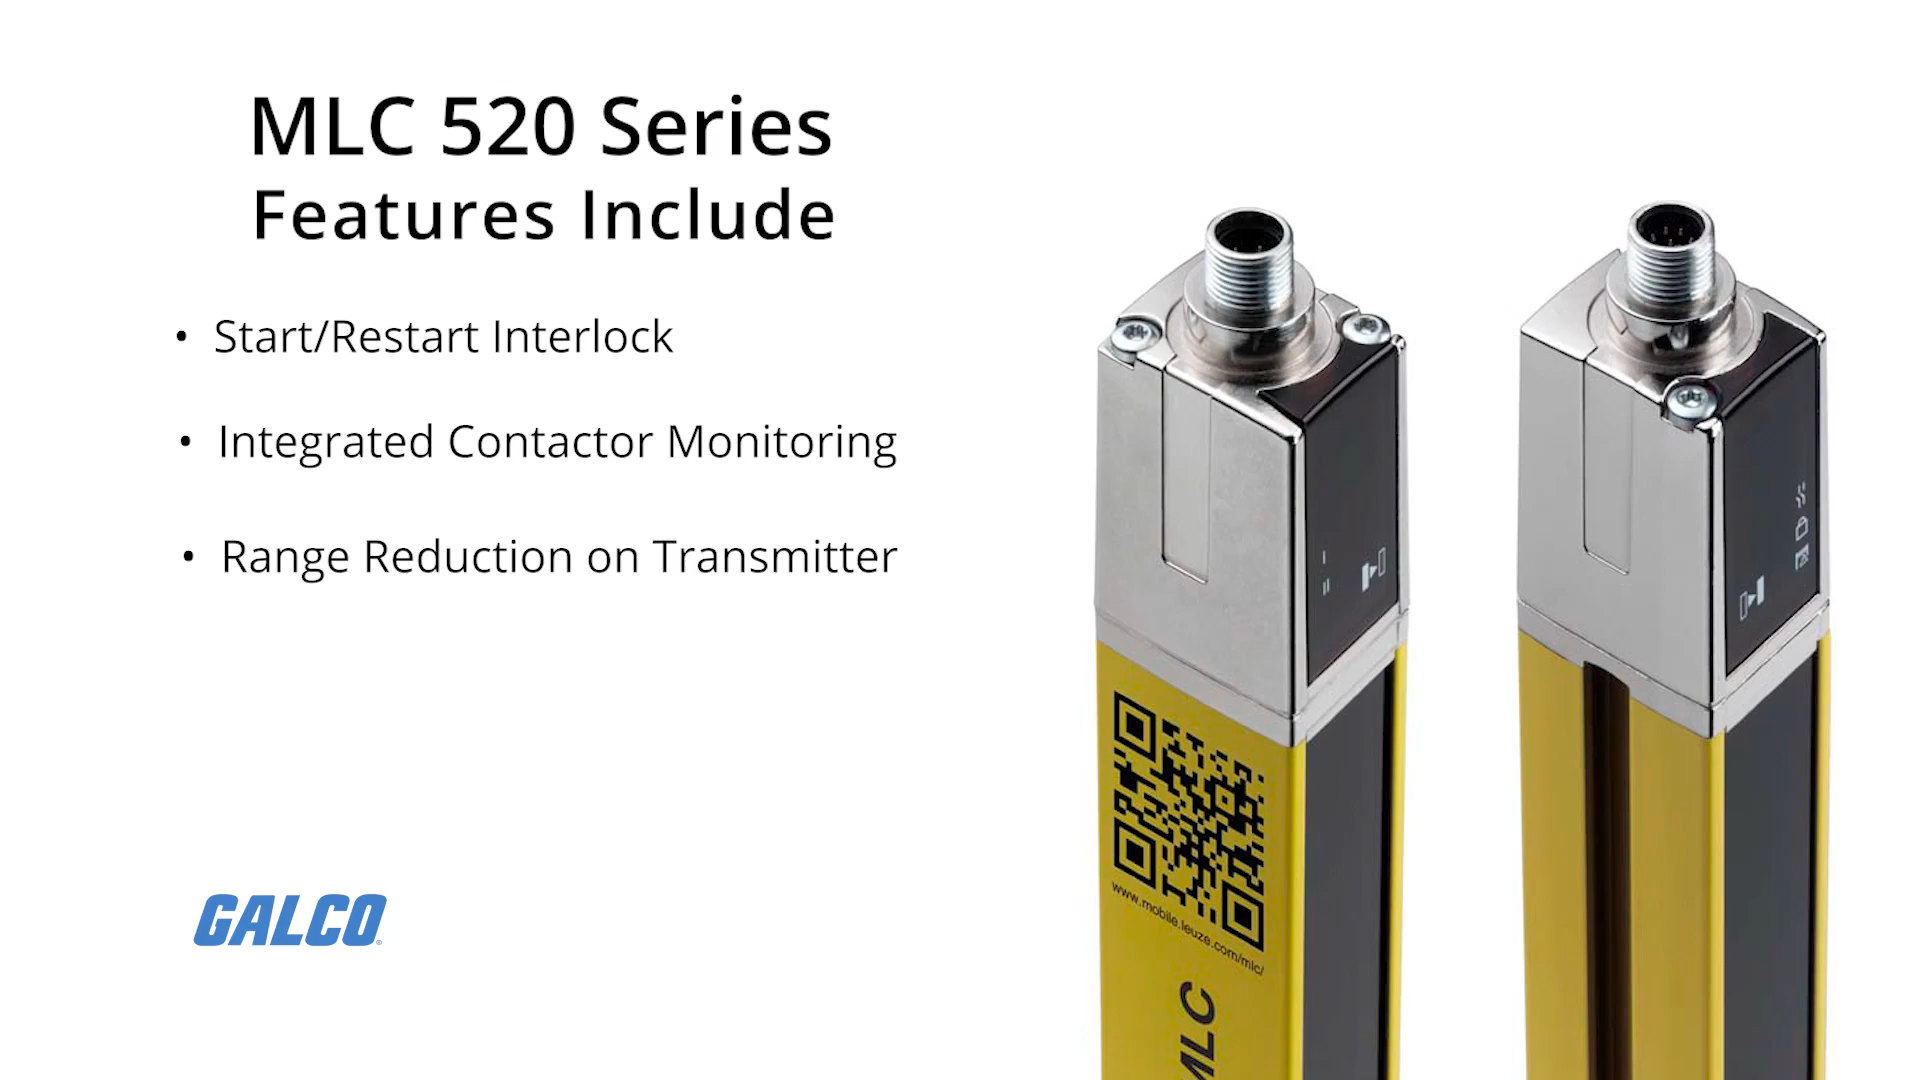 MLC 520 Series
Features Include
• Start/Restart Interlock
• Integrated Contactor Monitoring
• Range Reduction on Transmitter
GALCO®
www.mobile.leuze.com/mlc/
MLC